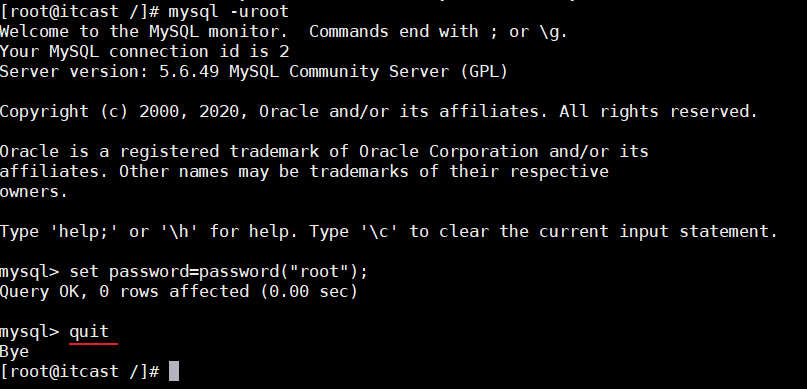 [root@itcast /]# mysql -uroot
Welcome to the MySQL monitor.  Commands end with ; or \g.
Your MySQL connection id is 2
Server version: 5.6.49 MySQL Community Server (GPL)
Copyright (c) 2000, 2020, Oracle and/or its affiliates. All rights reserved.
Oracle is a registered trademark of Oracle Corporation and/or its
affiliates. Other names may be trademarks of their respective
owners.
Type 'help;' or '\h' for help. Type '\c' to clear the current input statement.
mysql> set password=password("root");
Query OK, 0 rows affected (0.00 sec)
mysql> quit
Bye
[root@itcast /]#